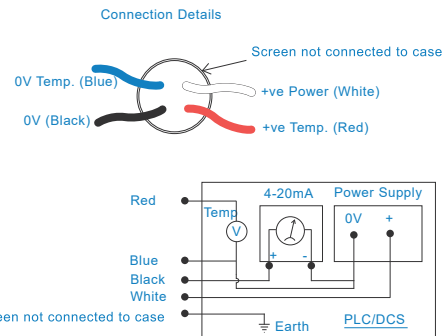 Connection Details
Screen not connected to case
0V Temp. (Blue)
+ve Power (White)
0V (Black)
+ve Temp. (Red)
4-20mA
Power Supply
Red
Temp
0V
+
V
Blue
+
-
Black
White
een not connected to case
Earth
PLC/DCS